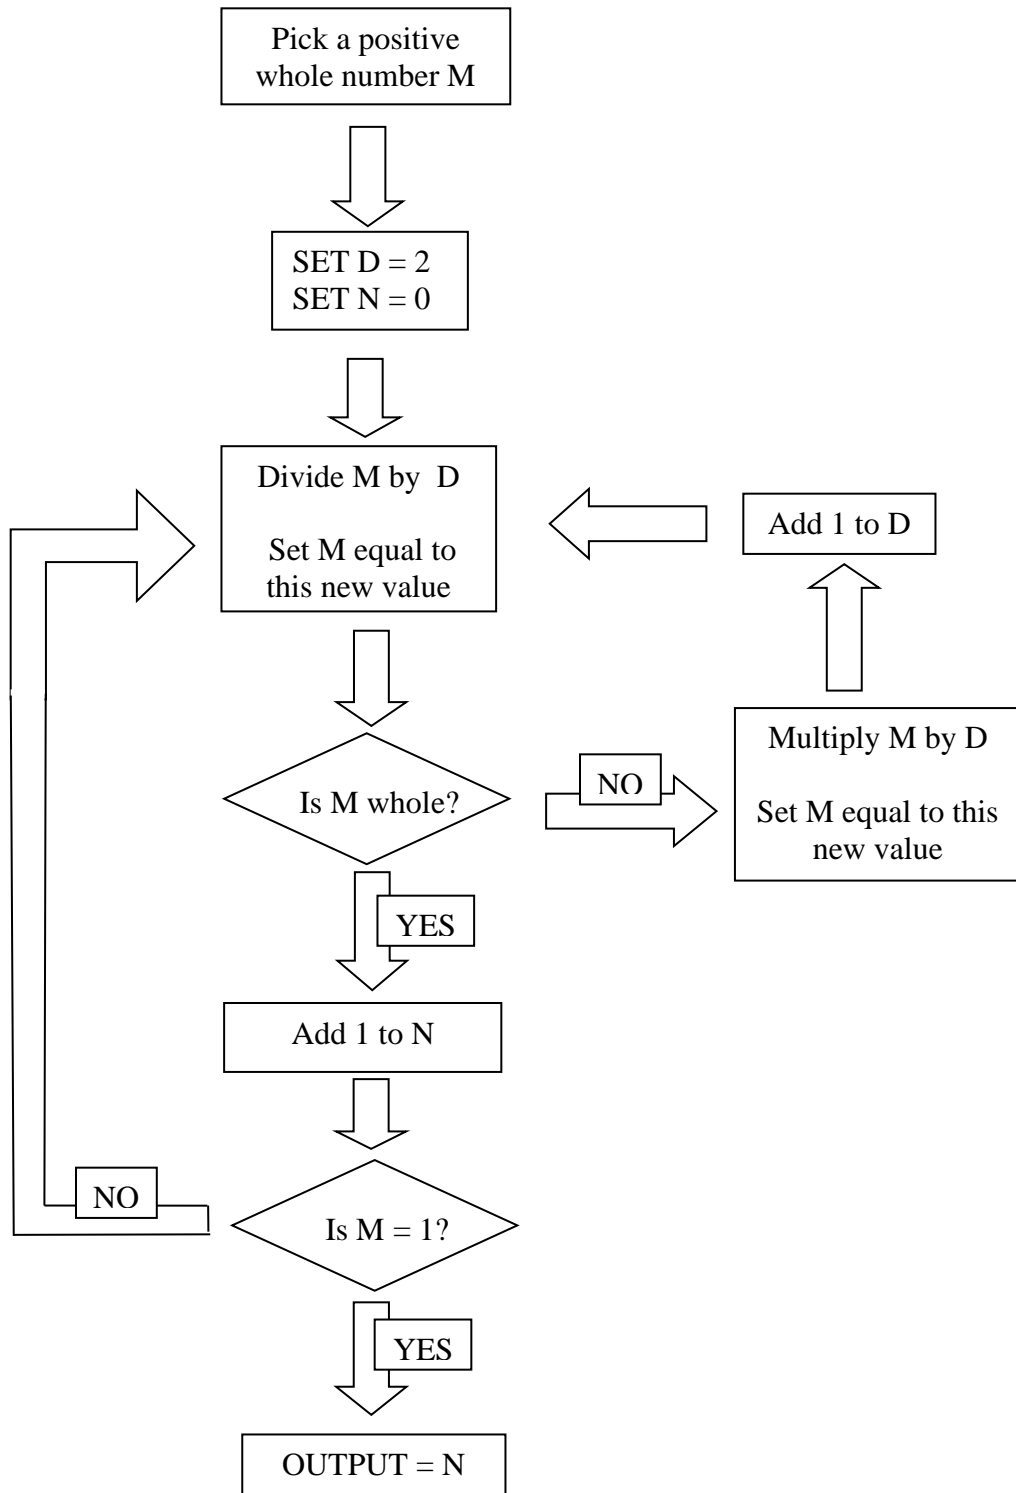 Pick a positive
whole number M
SET D = 2
SET N = 0
Divide M by D
Set M equal to
this new value
Add 1 to D
Is M whole?
NO
Multiply M by D
Set M equal to this
new value
YES
Add 1 to N
NO
Is M = 1?
YES
OUTPUT = N